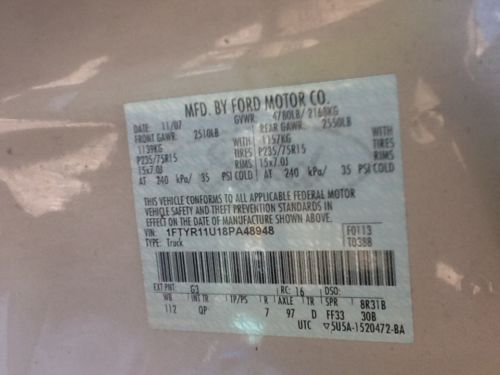 MFD. BY FORD MOTOR CO.
DATE: 11/07 GVWR: 4780LB/ 2168KG
FRONT GAWR: 2510LB REAR GAWR: 2550LB
1139KG WITH 1157KG WITH
P235/75R15 TIRES P235/75R15 TIRES
15x7.0J RIMS 15x7.0J RIMS
AT 240 kPa/ 35 PSI COLD AT 240 kPa/ 35 PSI COLD
THIS VEHICLE CONFORMS TO ALL APPLICABLE FEDERAL MOTOR
VEHICLE SAFETY AND THEFT PREVENTION STANDARDS IN
EFFECT ON THE DATE OF MANUFACTURE SHOWN ABOVE.
VIN: 1FTYR11U18PA48948 F0113
TYPE: Truck T0388
EXT PNT: G3 RC: 16 DSO:
WB INT TR TP/PS R AXLE TR SPR 8R31B
112 QP 7 97 D FF33 30B
UTC ▽5U5A-1520472-BA